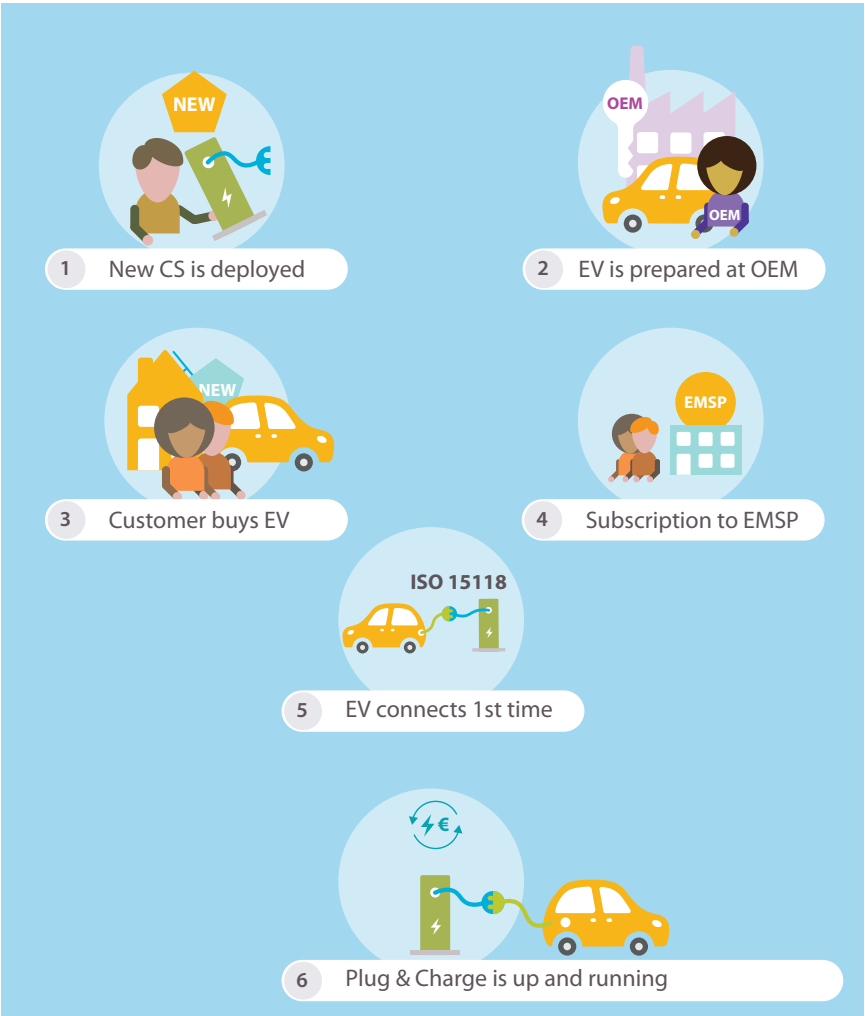 NEW
1 New CS is deployed
OEM
OEM
2 EV is prepared at OEM
NEW
3 Customer buys EV
EMSP
4 Subscription to EMSP
ISO 15118
5 EV connects 1st time
€
6 Plug & Charge is up and running